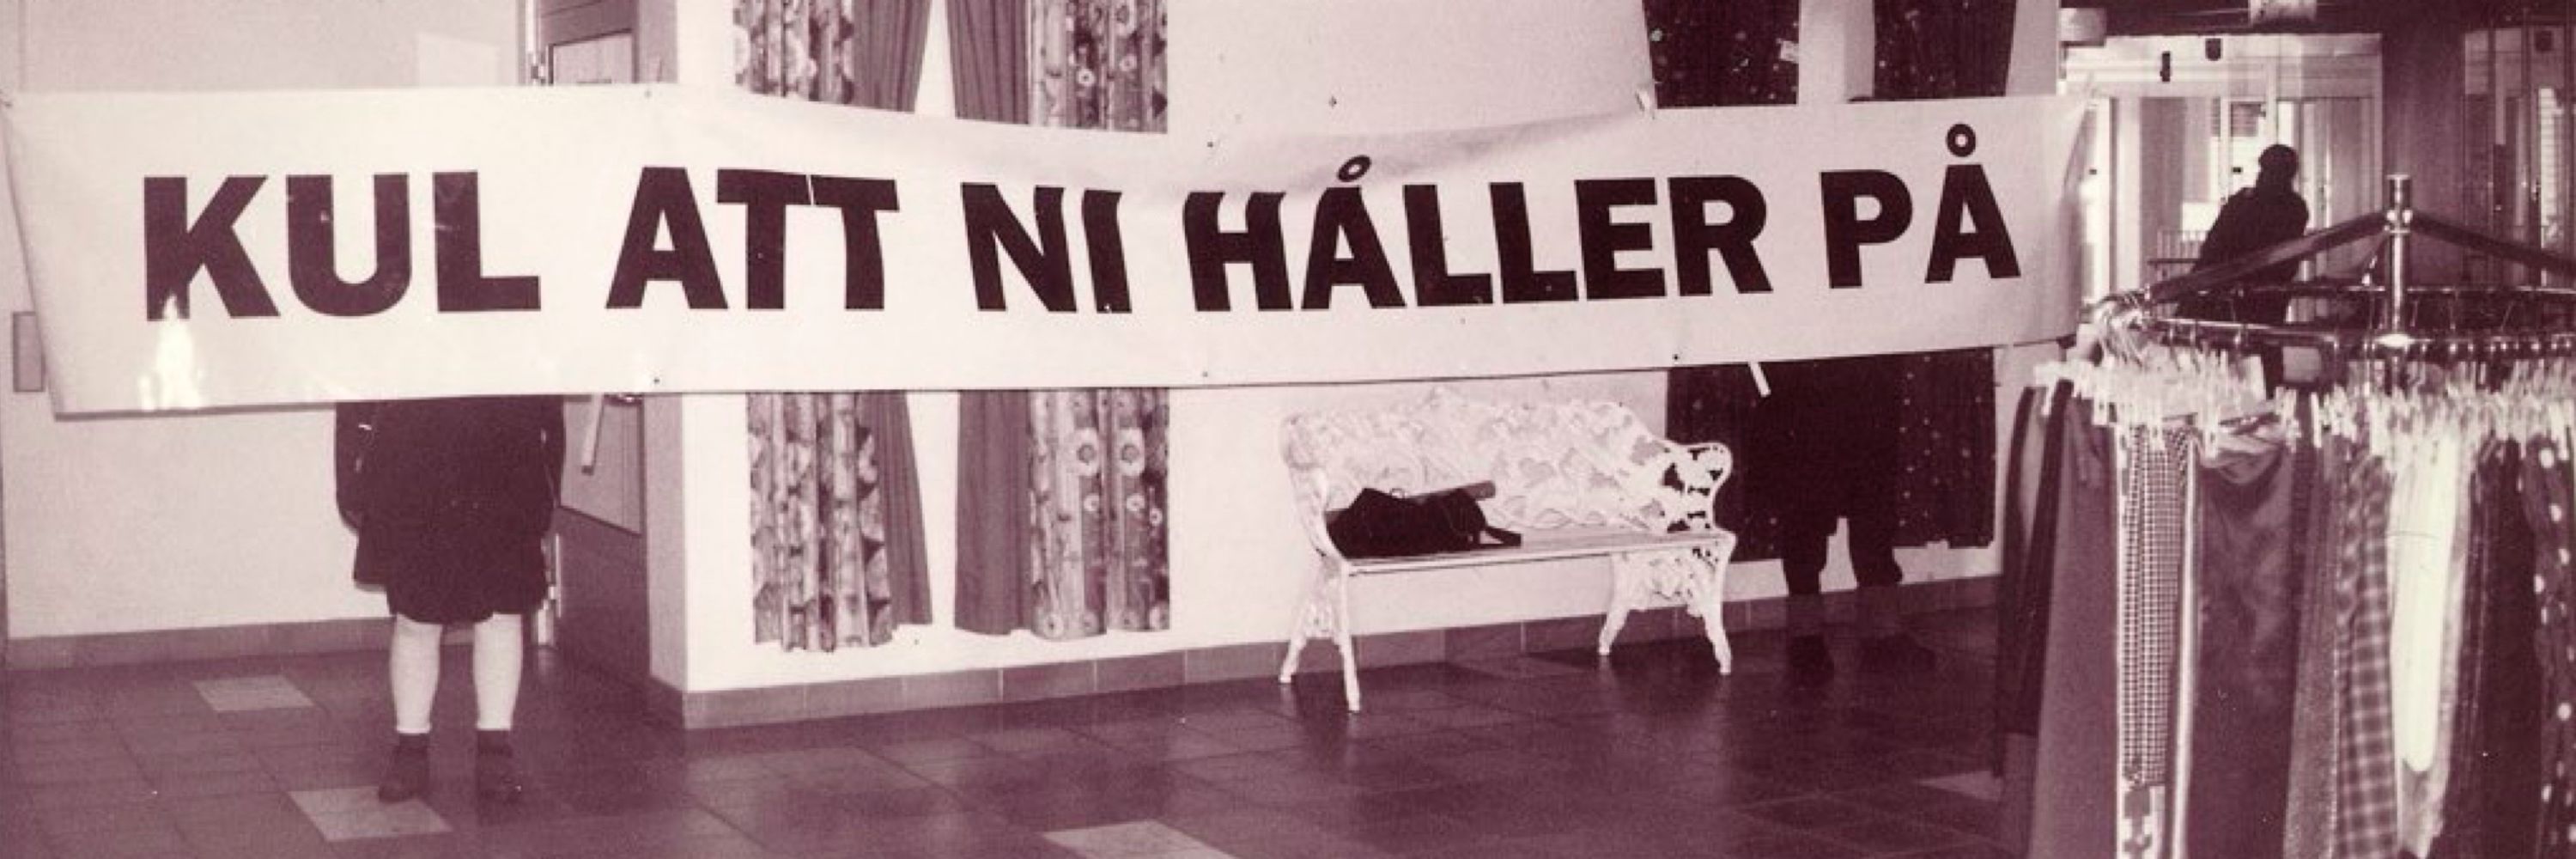 KUL ATT NI HÅLLER PÅ